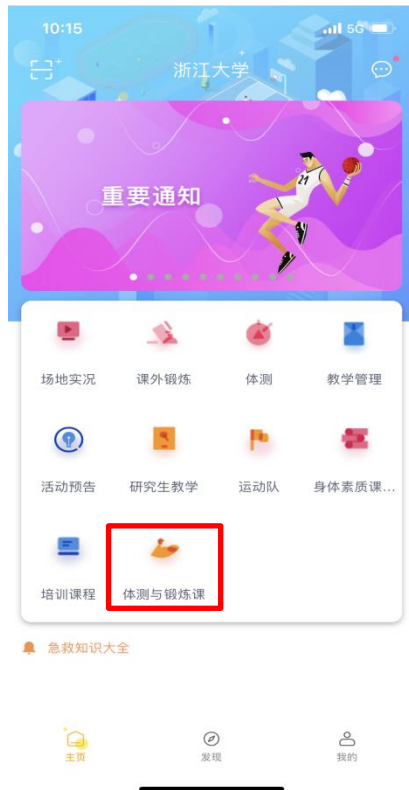 10:15
5G
浙江大学
重要通知
21
场地实况
课外锻炼
体测
教学管理
活动预告
研究生教学
运动队
身体素质课...
培训课程
体测与锻炼课
急救知识大全
主页
发现
我的